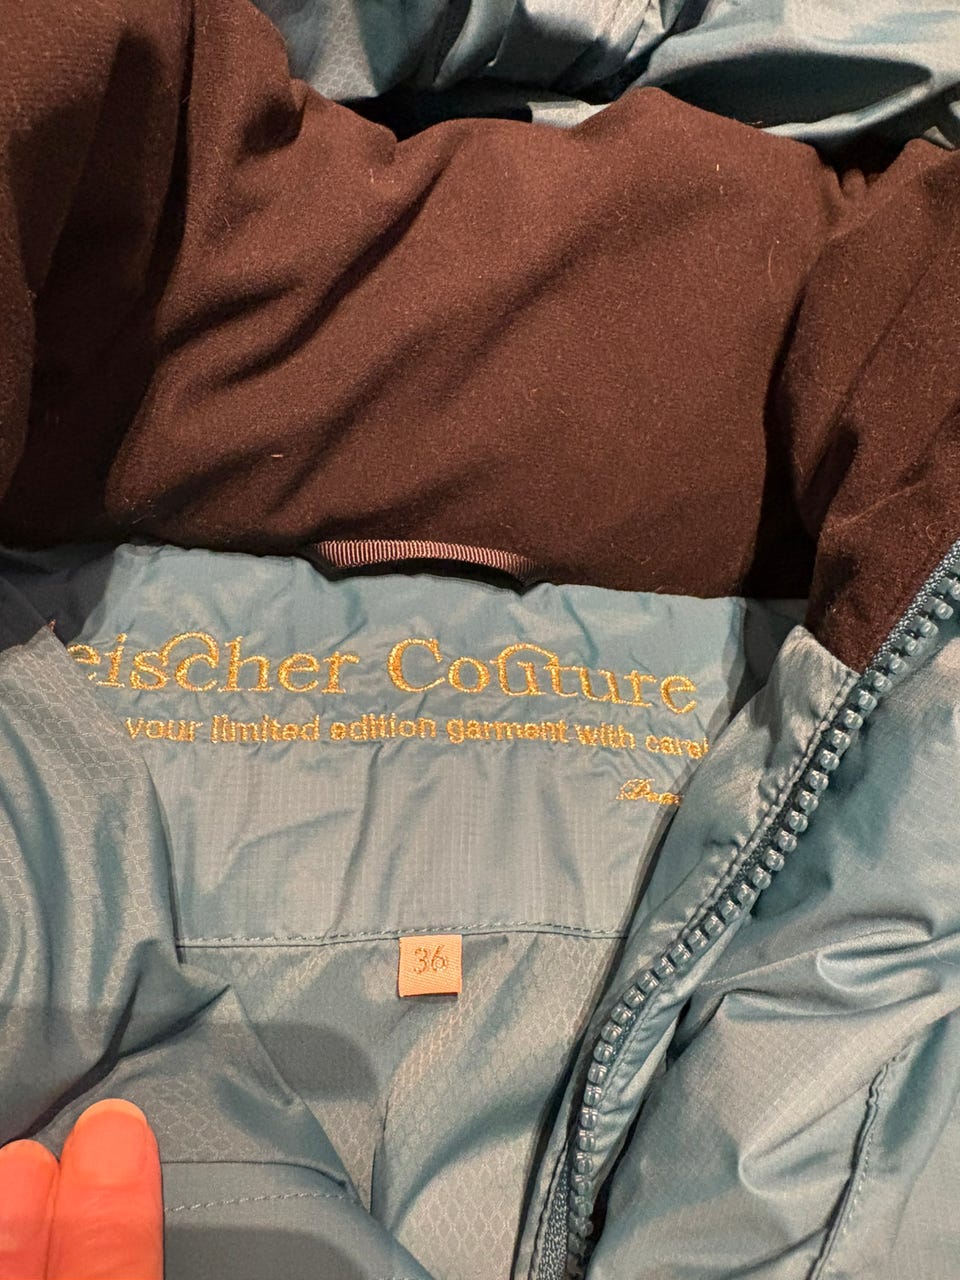 eischer Couture
your limited edition garment with care!
36